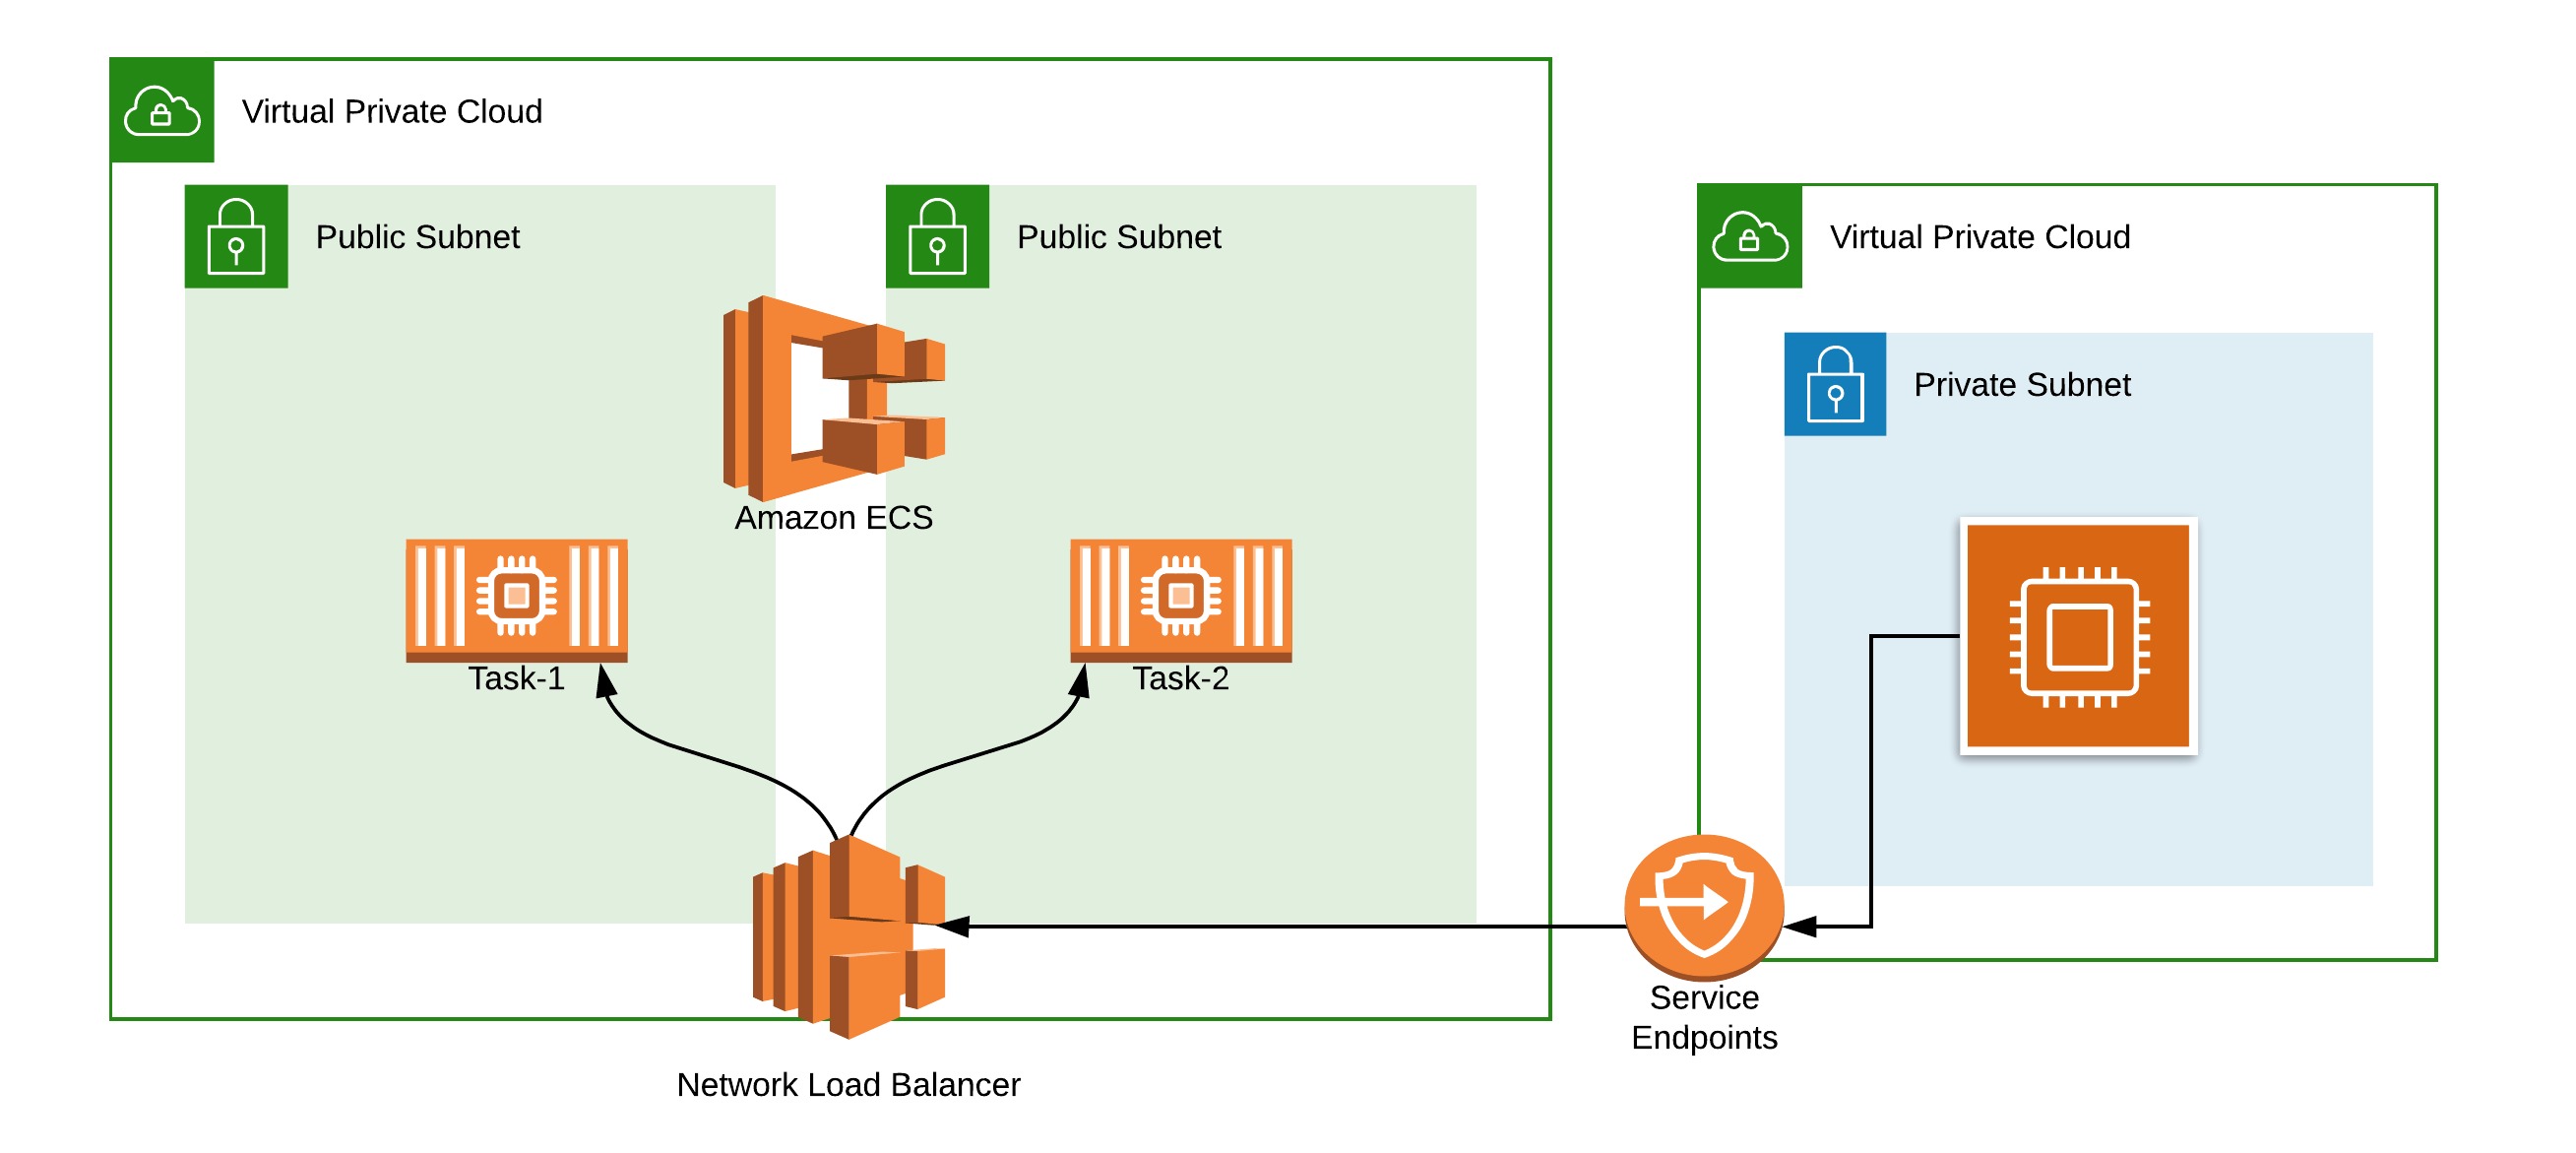 Virtual Private Cloud
Public Subnet
Public Subnet
Amazon ECS
Task-1
Task-2
Network Load Balancer
Virtual Private Cloud
Private Subnet
Service
Endpoints